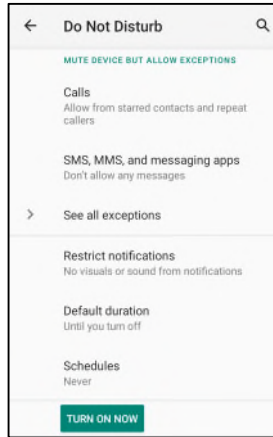 Do Not Disturb
MUTE DEVICE BUT ALLOW EXCEPTIONS
Calls
Allow from starred contacts and repeat
callers
SMS, MMS, and messaging apps
Don't allow any messages
See all exceptions
Restrict notifications
No visuals or sound from notifications
Default duration
Until you turn off
Schedules
Never
TURN ON NOW